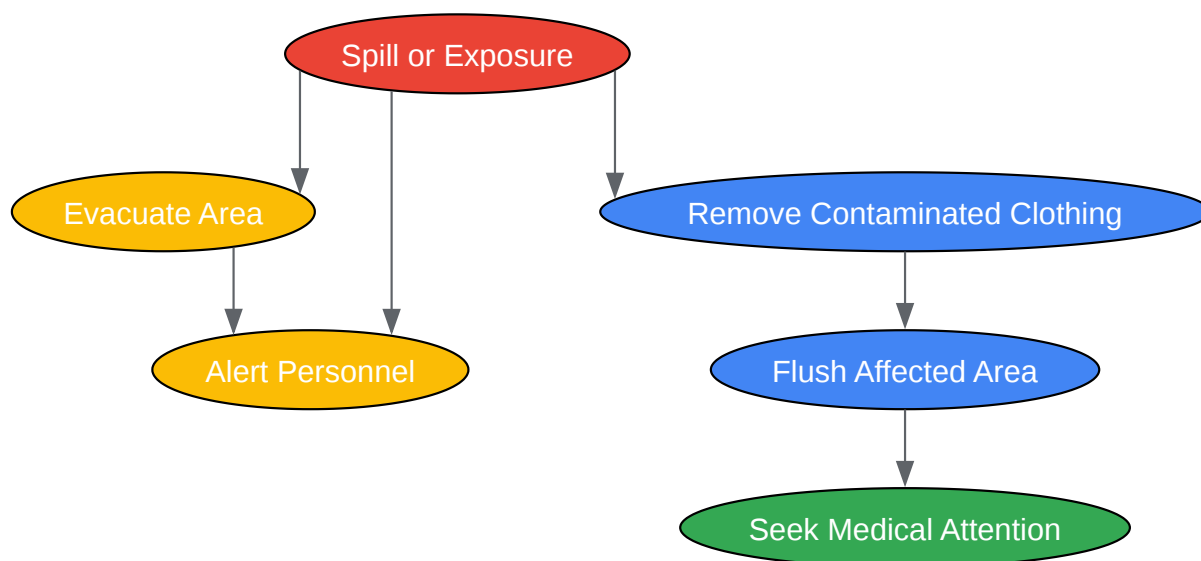 Spill or Exposure
Evacuate Area
Remove Contaminated Clothing
Alert Personnel
Flush Affected Area
Seek Medical Attention